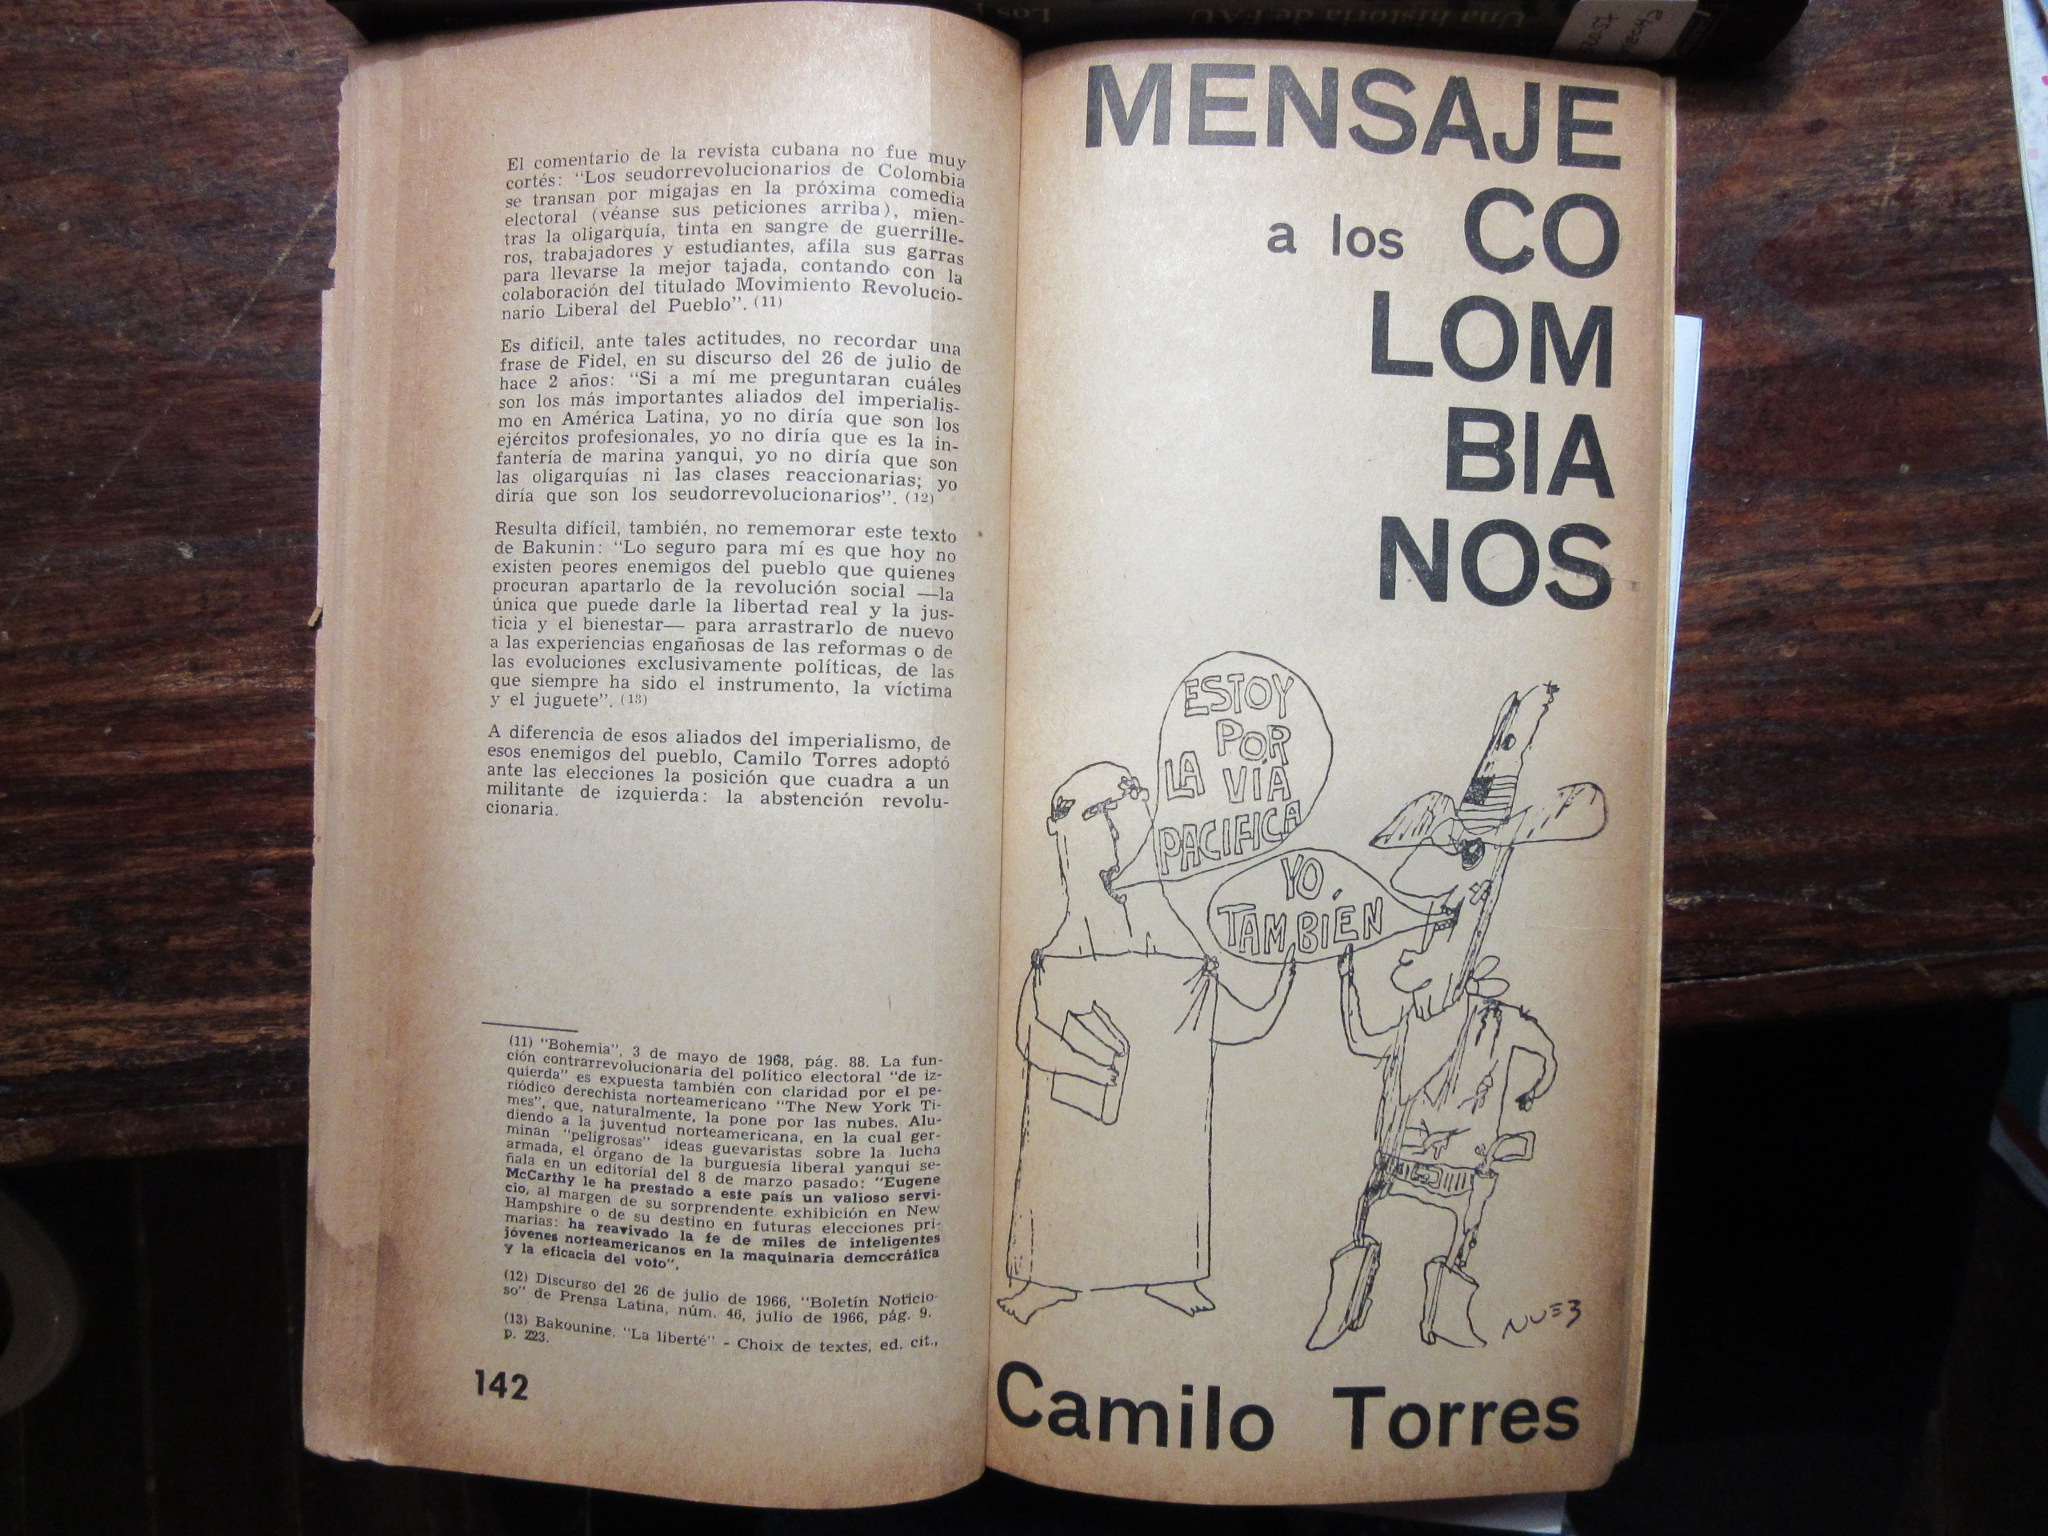 Una historia de FAU
El comentario de la revista cubana no fue muy
cortés: "Los seudorrevolucionarios de Colombia
se transan por migajas en la próxima comedia
electoral (véanse sus peticiones arriba), mien-
tras la oligarquía, tinta en sangre de guerrille-
ros, trabajadores y estudiantes, afila sus garras
para llevarse la mejor tajada, contando con la
colaboración del titulado Movimiento Revolucio-
nario Liberal del Pueblo". (11)
Es difícil, ante tales actitudes, no recordar una
frase de Fidel, en su discurso del 26 de julio de
hace 2 años: "Si a mí me preguntaran cuáles
son los más importantes aliados del imperialis-
mo en América Latina, yo no diría que son los
ejércitos profesionales, yo no diría que es la in-
fantería de marina yanqui, yo no diría que son
las oligarquías ni las clases reaccionarias; yo
diría que son los seudorrevolucionarios". (12)
Resulta difícil, también, no rememorar este texto
de Bakunin: "Lo seguro para mí es que hoy no
existen peores enemigos del pueblo que quienes
procuran apartarlo de la revolución social —la
única que puede darle la libertad real y la jus-
ticia y el bienestar— para arrastrarlo de nuevo
a las experiencias engañosas de las reformas o de
las evoluciones exclusivamente políticas, de las
que siempre ha sido el instrumento, la víctima
y el juguete". (13)
A diferencia de esos aliados del imperialismo, de
esos enemigos del pueblo, Camilo Torres adoptó
ante las elecciones la posición que cuadra a un
militante de izquierda: la abstención revolu-
cionaria.
(11) "Bohemia", 3 de mayo de 1968, pág. 88. La fun-
ción contrarrevolucionaria del político electoral "de iz-
quierda" es expuesta también con claridad por el pe-
riódico derechista norteamericano "The New York Ti-
mes", que, naturalmente, la pone por las nubes. Alu-
diendo a la juventud norteamericana, en la cual ger-
minan "peligrosas" ideas guevaristas sobre la lucha
armada, el órgano de la burguesía liberal yanqui se-
ñala en un editorial del 8 de marzo pasado: "Eugene
McCarthy le ha prestado a este país un valioso servi-
cio, al margen de su sorprendente exhibición en New
Hampshire o de su destino en futuras elecciones pri-
marias: ha reavivado la fe de miles de inteligentes
jóvenes norteamericanos en la maquinaria democrática
y la eficacia del voto".
(12) Discurso del 26 de julio de 1966, "Boletín Noticio-
so" de Prensa Latina, núm. 46, julio de 1966, pág. 9.
(13) Bakounine, "La liberté" - Choix de textes, ed. cit.,
p. 223.
142
MENSAJE
a los CO
LOM
BIA
NOS
ESTOY
POR
LA VÍA
PACIFICA
YO
TAMBIÉN
NUEZ
Camilo Torres